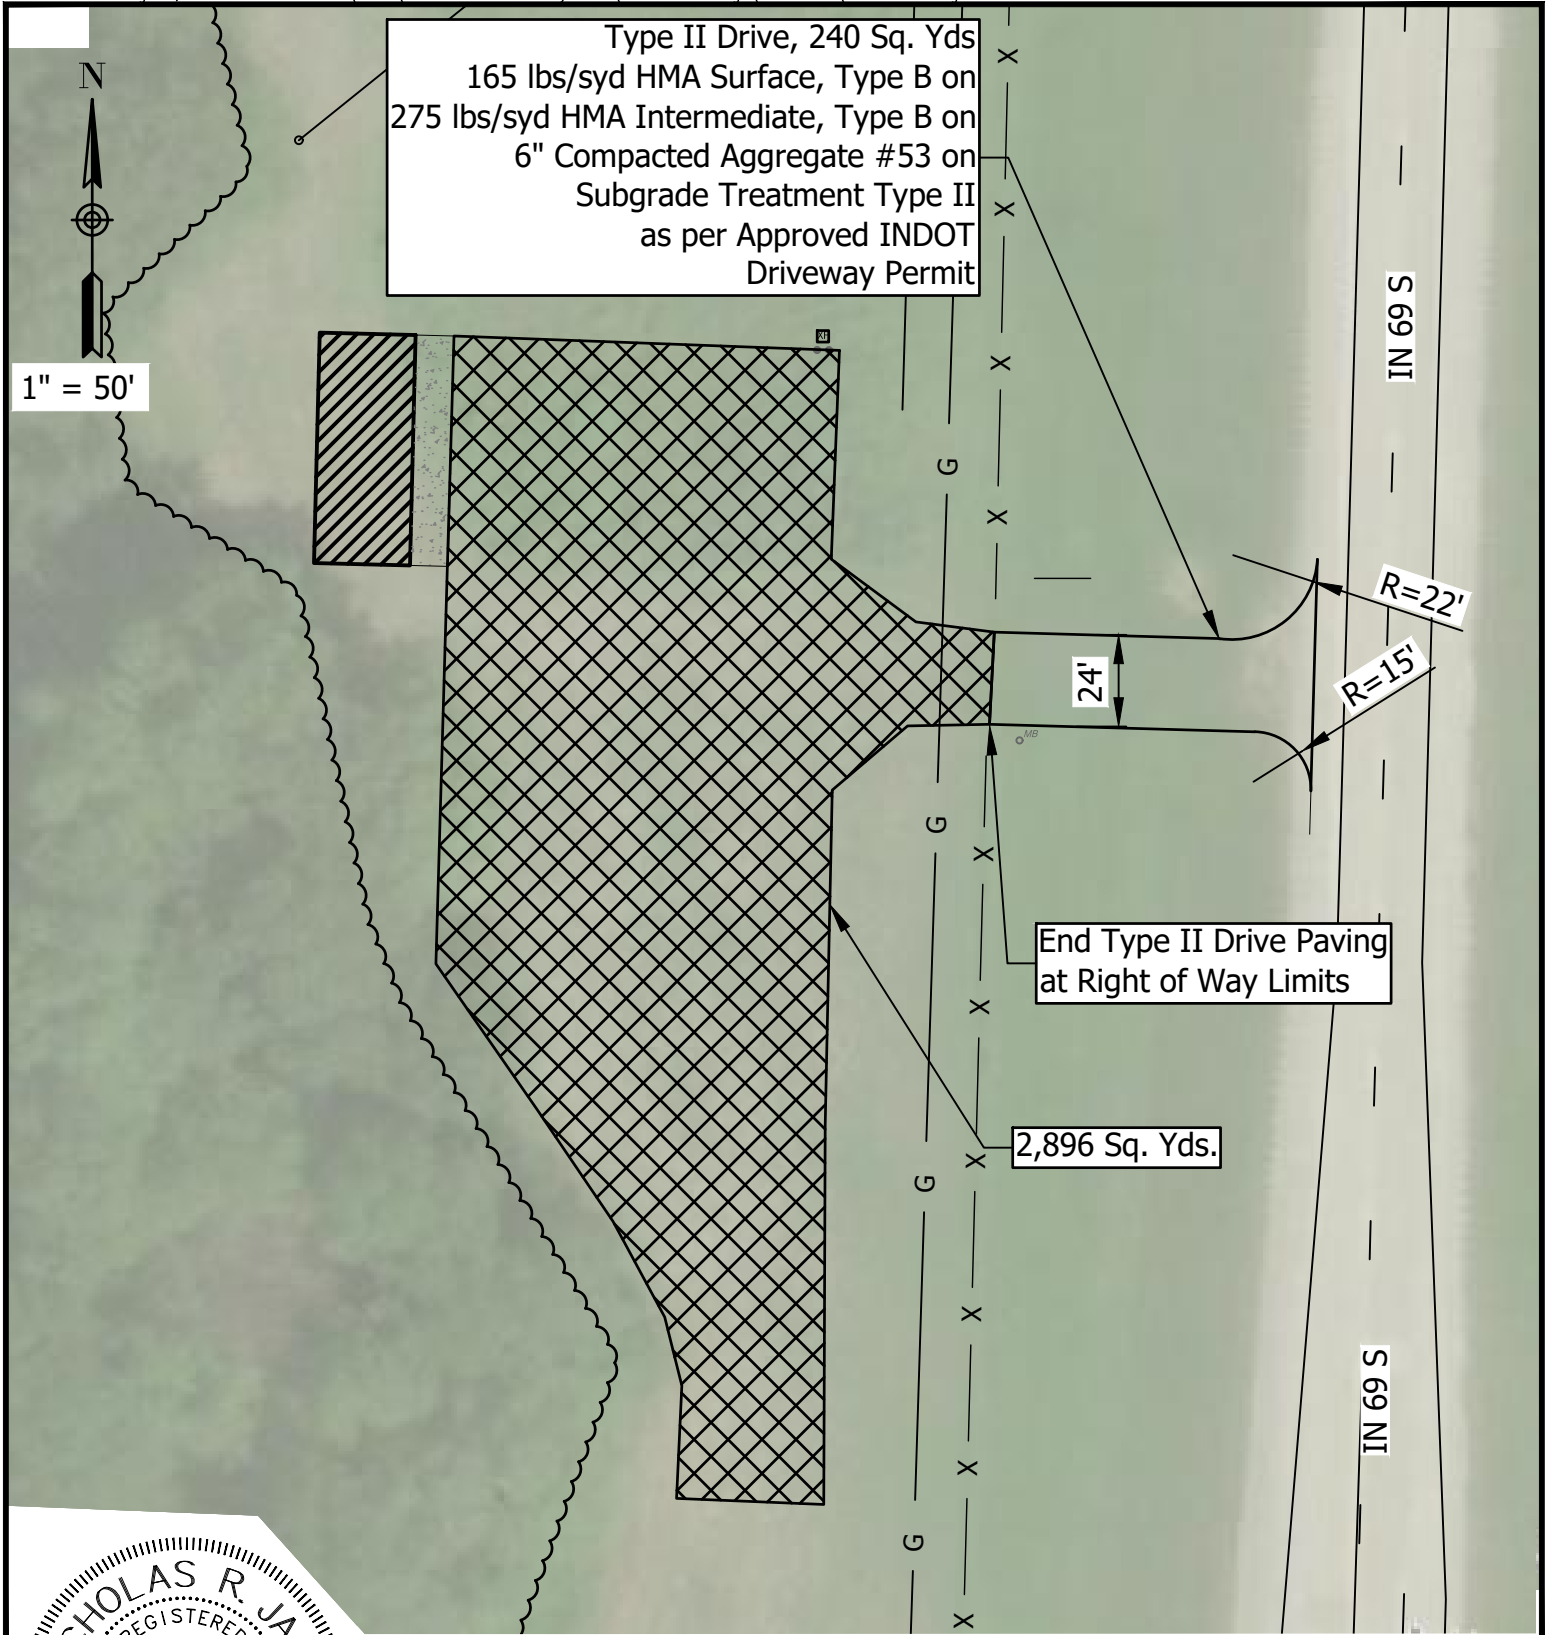 Type II Drive, 240 Sq. Yds
165 lbs/syd HMA Surface, Type B on
275 lbs/syd HMA Intermediate, Type B on
6" Compacted Aggregate #53 on
Subgrade Treatment Type II
as per Approved INDOT
Driveway Permit
N
1" = 50'
X
X
X
X
IN 69 S
G
R=22'
R=15'
24'
MB
G
X
End Type II Drive Paving
at Right of Way Limits
X
2,896 Sq. Yds.
X
G
X
IN 69 S
X
G
X
R.
REGISTERED